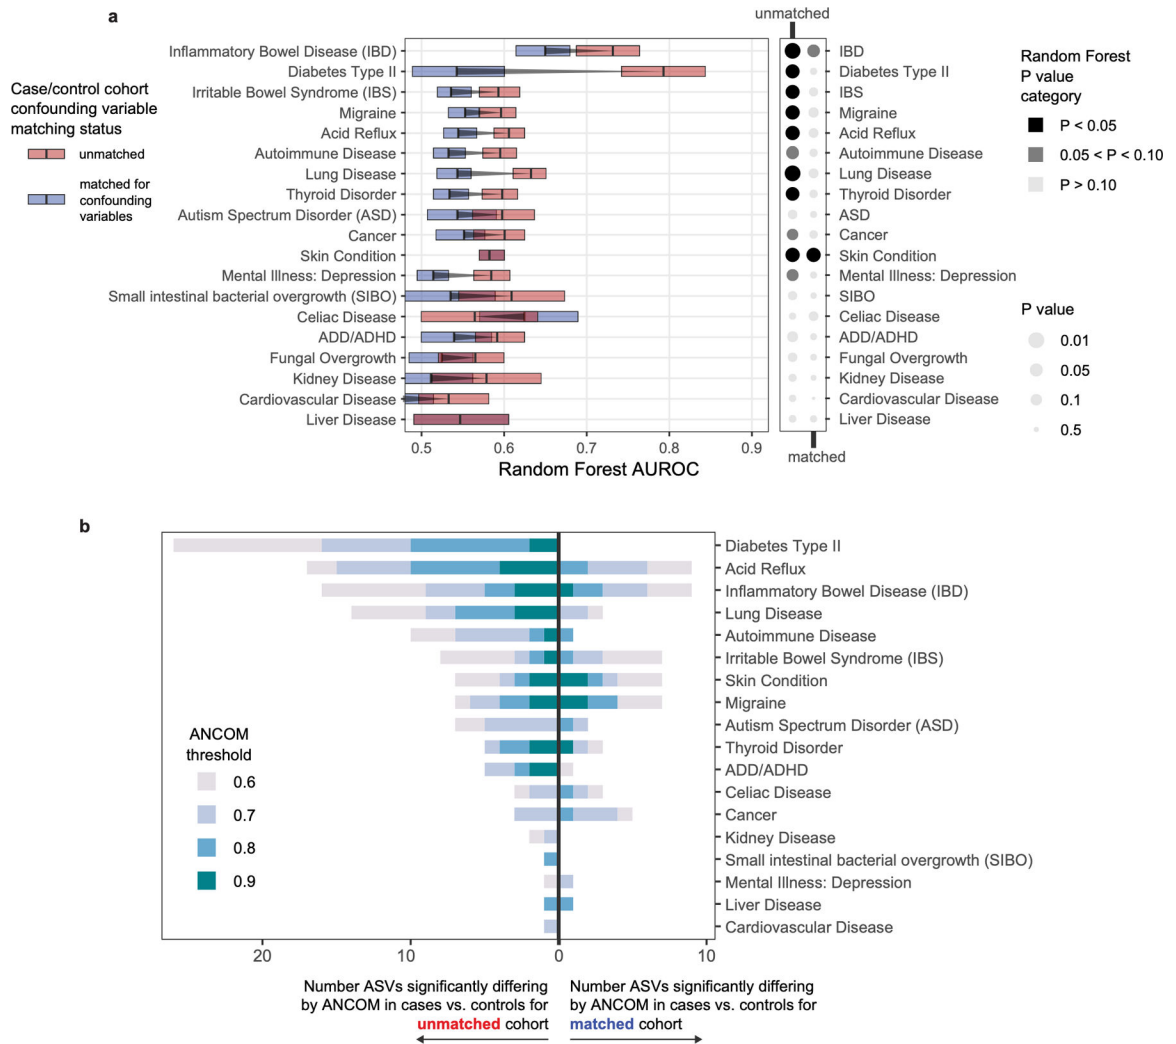 a
unmatched
Case/control cohort
confounding variable
matching status
unmatched
matched for
confounding
variables
Inflammatory Bowel Disease (IBD)
Diabetes Type II
Irritable Bowel Syndrome (IBS)
Migraine
Acid Reflux
Autoimmune Disease
Lung Disease
Thyroid Disorder
Autism Spectrum Disorder (ASD)
Cancer
Skin Condition
Mental Illness: Depression
Small intestinal bacterial overgrowth (SIBO)
Celiac Disease
ADD/ADHD
Fungal Overgrowth
Kidney Disease
Cardiovascular Disease
Liver Disease
0.5 0.6 0.7 0.8 0.9
Random Forest AUROC
IBD
Diabetes Type II
IBS
Migraine
Acid Reflux
Autoimmune Disease
Lung Disease
Thyroid Disorder
ASD
Cancer
Skin Condition
Mental Illness: Depression
SIBO
Celiac Disease
ADD/ADHD
Fungal Overgrowth
Kidney Disease
Cardiovascular Disease
Liver Disease
matched
Random Forest
P value
category
P < 0.05
0.05 < P < 0.10
P > 0.10
P value
0.01
0.05
0.1
0.5
b
Diabetes Type II
Acid Reflux
Inflammatory Bowel Disease (IBD)
Lung Disease
Autoimmune Disease
Irritable Bowel Syndrome (IBS)
Skin Condition
Migraine
Autism Spectrum Disorder (ASD)
Thyroid Disorder
ADD/ADHD
Celiac Disease
Cancer
Kidney Disease
Small intestinal bacterial overgrowth (SIBO)
Mental Illness: Depression
Liver Disease
Cardiovascular Disease
ANCOM
threshold
0.6
0.7
0.8
0.9
20 10 0 10
Number ASVs significantly differing
by ANCOM in cases vs. controls for
unmatched cohort
Number ASVs significantly differing
by ANCOM in cases vs. controls for
matched cohort